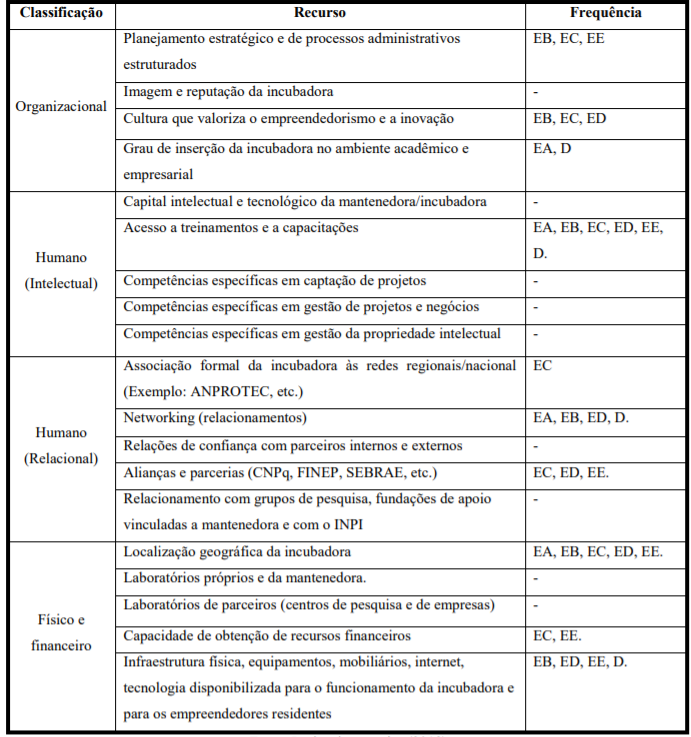 Classificação Recurso Frequência
Organizacional
Planejamento estratégico e de processos administrativos
estruturados
EB, EC, EE
Imagem e reputação da incubadora -
Cultura que valoriza o empreendedorismo e a inovação EB, EC, ED
Grau de inserção da incubadora no ambiente acadêmico e
empresarial
EA, D
Humano
(Intelectual)
Capital intelectual e tecnológico da mantenedora/incubadora -
Acesso a treinamentos e a capacitações
EA, EB, EC, ED, EE,
D.
Competências específicas em captação de projetos -
Competências específicas em gestão de projetos e negócios -
Competências específicas em gestão da propriedade intelectual -
Humano
(Relacional)
Associação formal da incubadora às redes regionais/nacional
(Exemplo: ANPROTEC, etc.)
EC
Networking (relacionamentos) EA, EB, ED, D.
Relações de confiança com parceiros internos e externos -
Alianças e parcerias (CNPq, FINEP, SEBRAE, etc.) EC, ED, EE.
Relacionamento com grupos de pesquisa, fundações de apoio
vinculadas a mantenedora e com o INPI
-
Físico e
financeiro
Localização geográfica da incubadora EA, EB, EC, ED, EE.
Laboratórios próprios e da mantenedora. -
Laboratórios de parceiros (centros de pesquisa e de empresas) -
Capacidade de obtenção de recursos financeiros EC, EE.
Infraestrutura física, equipamentos, mobiliários, internet,
tecnologia disponibilizada para o funcionamento da incubadora e
para os empreendedores residentes
EB, ED, EE, D.